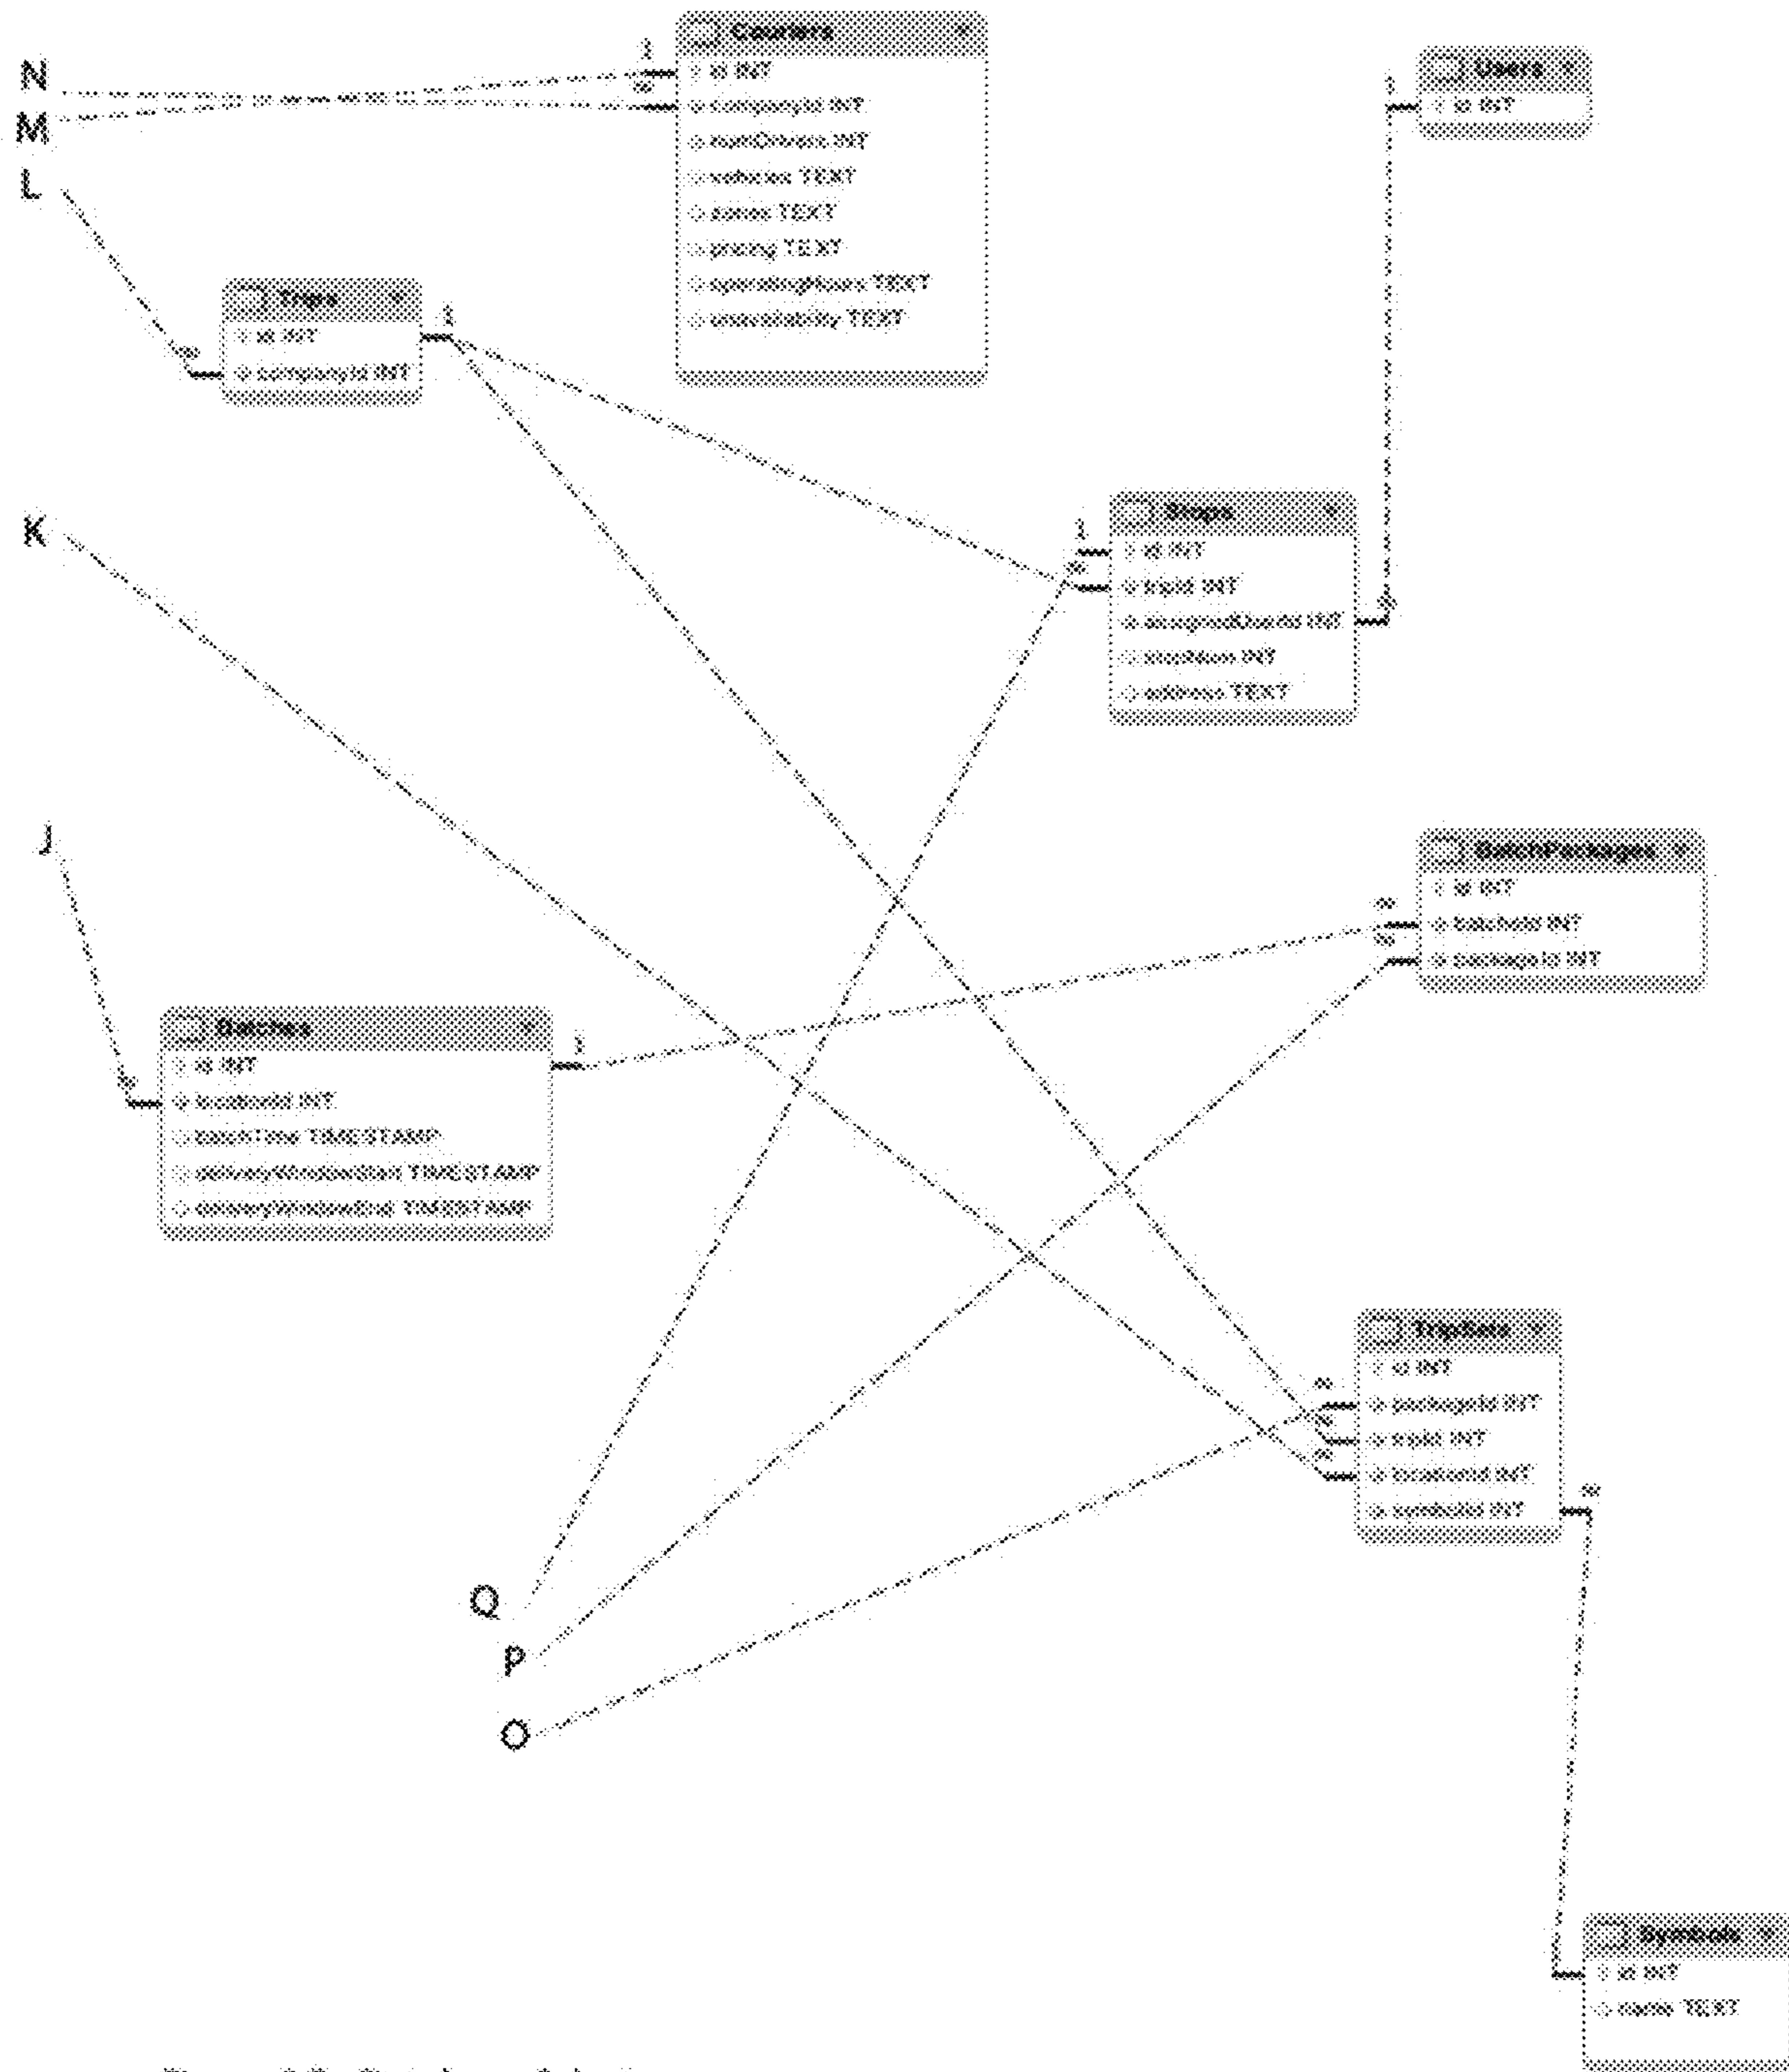 N
M
L
K
J
Q
P
O
1
∞
Couriers
id INT
companyId INT
numDrivers INT
vehicles TEXT
zones TEXT
pricing TEXT
operatingHours TEXT
unavailability TEXT
1
Users
id INT
Trips
id INT
companyId INT
∞
1
1
∞
Stops
id INT
tripId INT
assignedUserId INT
stopNum INT
address TEXT
∞
∞
∞
BatchPackages
id INT
batchId INT
packageId INT
Batches
id INT
locationId INT
batchTime TIMESTAMP
deliveryWindowStart TIMESTAMP
deliveryWindowEnd TIMESTAMP
∞
1
∞
∞
∞
TripSets
id INT
packageId INT
tripId INT
locationId INT
symbolId INT
∞
1
Symbols
id INT
name TEXT